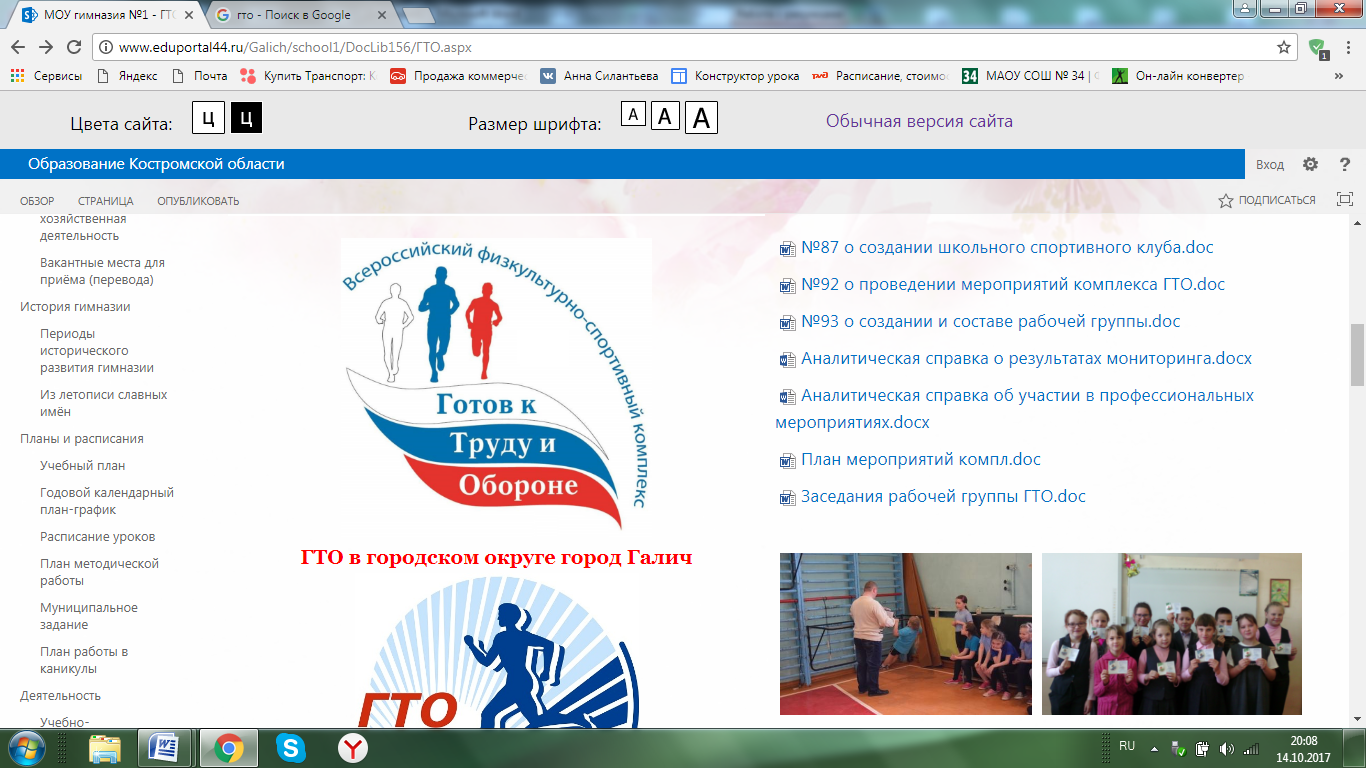 МОУ гимназия №1 - ГТО
гто - Поиск в Google
www.eduportal44.ru/Galich/school1/DocLib156/ГТО.aspx
1
Сервисы
Яндекс
Почта
Купить Транспорт: К
Продажа коммерче
Анна Силантьева
Конструктор урока
Расписание, стоимос
34
МАОУ СОШ № 34 |
Он-лайн конвертер
»
Цвета сайта:
Ц
Ц
Размер шрифта:
А
А
А
Обычная версия сайта
Образование Костромской области
Вход
?
ОБЗОР
СТРАНИЦА
ОПУБЛИКОВАТЬ
ПОДПИСАТЬСЯ
хозяйственная
деятельность
Вакантные места для
приёма (перевода)
История гимназии
Периоды
исторического
развития гимназии
Из летописи славных
имён
Планы и расписания
Учебный план
Годовой календарный
план-график
Расписание уроков
План методической
работы
Муниципальное
задание
План работы в
каникулы
Деятельность
Учебно-
Всероссийский физкультурно-спортивный комплекс
Готов к
Труду и
Обороне
ГТО в городском округе город Галич
ГТО
№87 о создании школьного спортивного клуба.doc
№92 о проведении мероприятий комплекса ГТО.doc
№93 о создании и составе рабочей группы.doc
Аналитическая справка о результатах мониторинга.docx
Аналитическая справка об участии в профессиональных
мероприятиях.docx
План мероприятий компл.doc
Заседания рабочей группы ГТО.doc
RU
20:08
14.10.2017